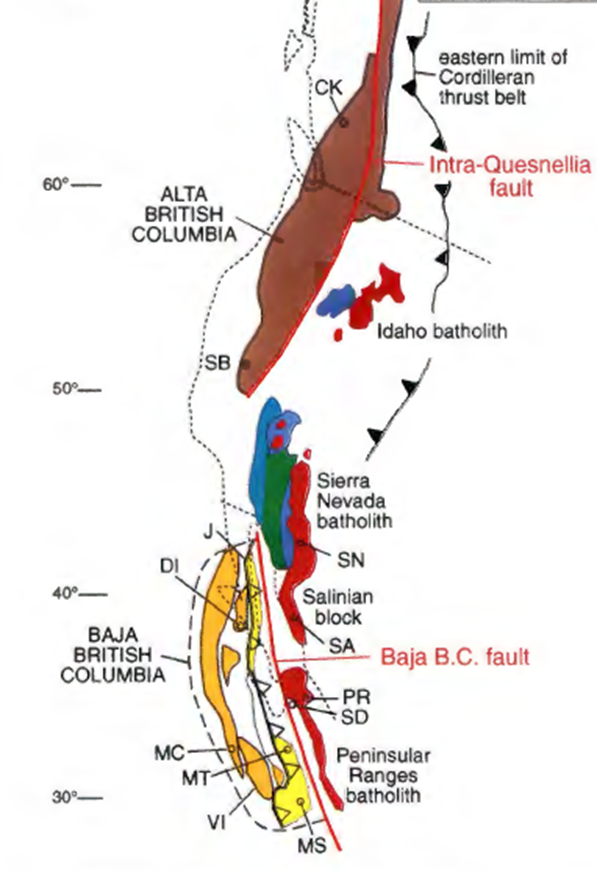 eastern limit of
Cordilleran
thrust belt
CK
Intra-Quesnellia
fault
60°
ALTA
BRITISH
COLUMBIA
Idaho batholith
SB
50°
Sierra
Nevada
batholith
J
SN
DI
40°
Salinian
block
BAJA
BRITISH
COLUMBIA
SA
Baja B.C. fault
PR
SD
MC
MT
Peninsular
Ranges
batholith
30°
VI
MS